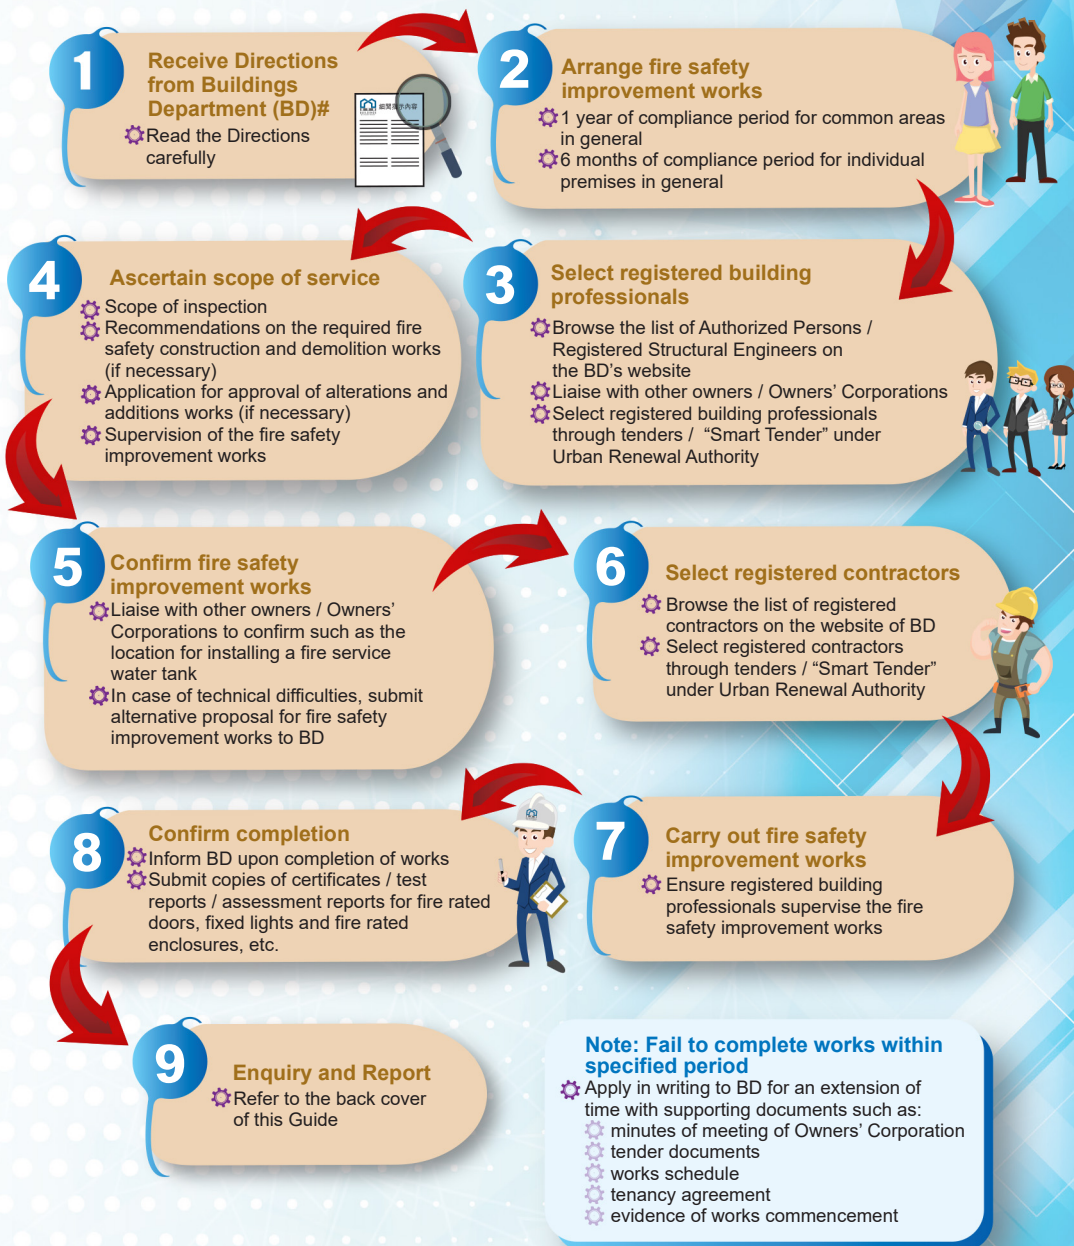 1
Receive Directions
from Buildings
Department (BD)#
Read the Directions
carefully
細閱指示內容
2
Arrange fire safety
improvement works
1 year of compliance period for common areas
in general
6 months of compliance period for individual
premises in general
3
Select registered building
professionals
Browse the list of Authorized Persons /
Registered Structural Engineers on
the BD's website
Liaise with other owners / Owners' Corporations
Select registered building professionals
through tenders / “Smart Tender” under
Urban Renewal Authority
4
Ascertain scope of service
Scope of inspection
Recommendations on the required fire
safety construction and demolition works
(if necessary)
Application for approval of alterations and
additions works (if necessary)
Supervision of the fire safety
improvement works
5
Confirm fire safety
improvement works
Liaise with other owners / Owners'
Corporations to confirm such as the
location for installing a fire service
water tank
In case of technical difficulties, submit
alternative proposal for fire safety
improvement works to BD
6
Select registered contractors
Browse the list of registered
contractors on the website of BD
Select registered contractors
through tenders / “Smart Tender”
under Urban Renewal Authority
7
Carry out fire safety
improvement works
Ensure registered building
professionals supervise the fire
safety improvement works
8
Confirm completion
Inform BD upon completion of works
Submit copies of certificates / test
reports / assessment reports for fire rated
doors, fixed lights and fire rated
enclosures, etc.
9
Enquiry and Report
Refer to the back cover
of this Guide
Note: Fail to complete works within
specified period
Apply in writing to BD for an extension of
time with supporting documents such as:
minutes of meeting of Owners' Corporation
tender documents
works schedule
tenancy agreement
evidence of works commencement